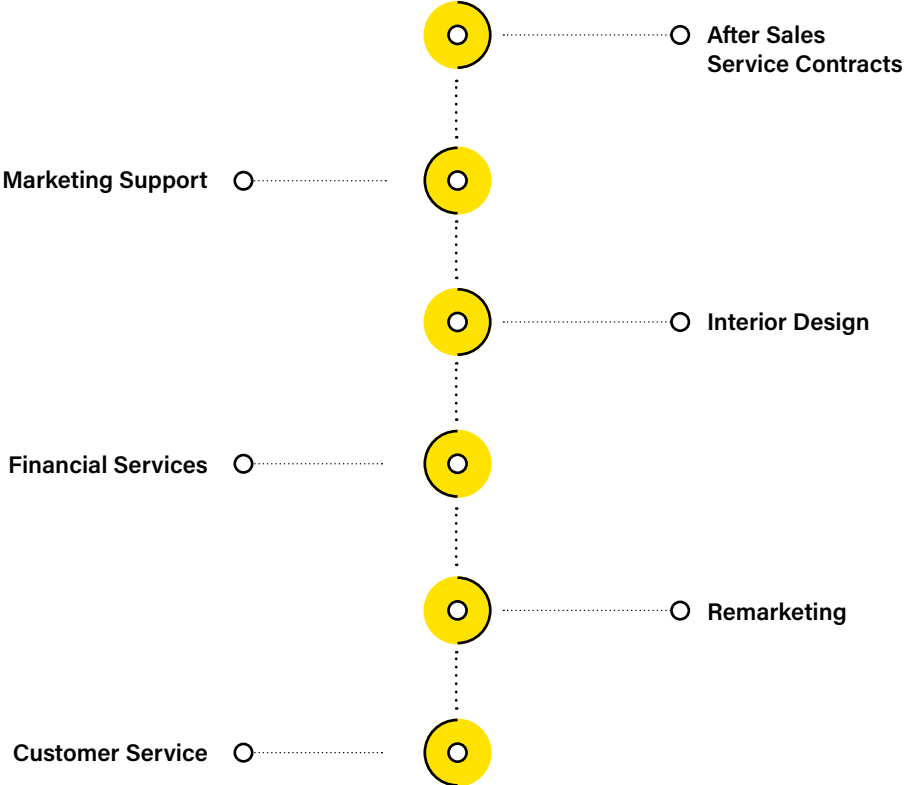 After Sales
Service Contracts
Marketing Support
Interior Design
Financial Services
Remarketing
Customer Service